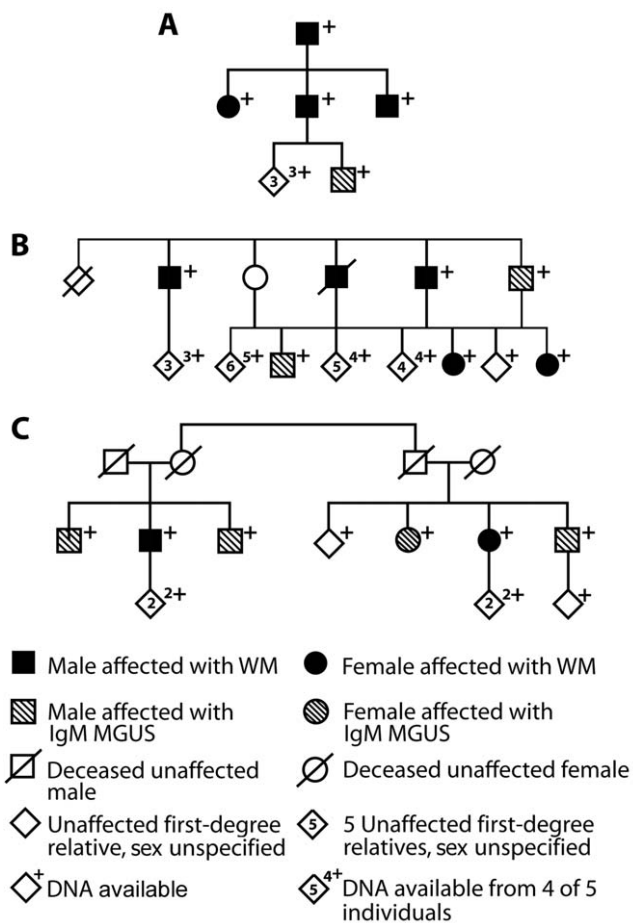 A
+
+ + +
3 3+ +
B
+ + +
3 3+ 6 5+ + 5 4+ 4 4+ + + +
C
+ + + + + + +
2 2+ 2 2+ +
Male affected with WM
Female affected with WM
Male affected with IgM MGUS
Female affected with IgM MGUS
Deceased unaffected male
Deceased unaffected female
Unaffected first-degree relative, sex unspecified
5 5 Unaffected first-degree relatives, sex unspecified
+ DNA available
5 4+ DNA available from 4 of 5 individuals